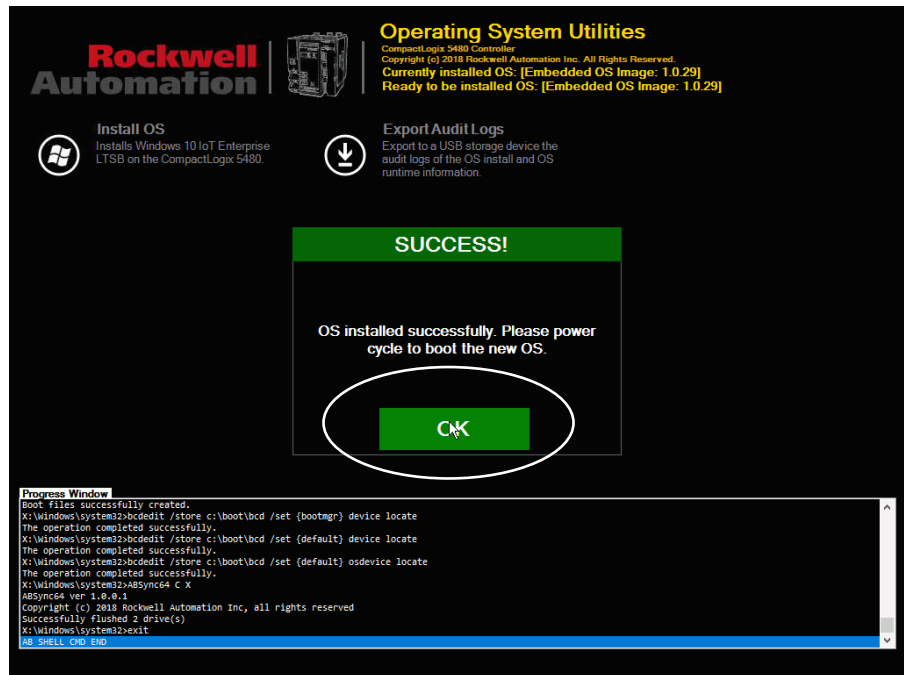 Rockwell
Automation
Operating System Utilities
CompactLogix 5480 Controller
Copyright (c) 2018 Rockwell Automation Inc. All Rights Reserved.
Currently installed OS: [Embedded OS Image: 1.0.29]
Ready to be installed OS: [Embedded OS Image: 1.0.29]
Install OS
Installs Windows 10 IoT Enterprise
LTSB on the CompactLogix 5480.
Export Audit Logs
Export to a USB storage device the
audit logs of the OS install and OS
runtime information.
SUCCESS!
OS installed successfully. Please power
cycle to boot the new OS.
OK
Progress Window
Boot files successfully created.
X:\Windows\system32>bcdedit /store c:\boot\bcd /set {bootmgr} device locate
The operation completed successfully.
X:\Windows\system32>bcdedit /store c:\boot\bcd /set {default} device locate
The operation completed successfully.
X:\Windows\system32>bcdedit /store c:\boot\bcd /set {default} osdevice locate
The operation completed successfully.
X:\Windows\system32>ABSync64 C X
ABSync64 ver 1.0.0.1
Copyright (c) 2018 Rockwell Automation Inc, all rights reserved
Successfully flushed 2 drive(s)
X:\Windows\system32>exit
AB SHELL CMD END